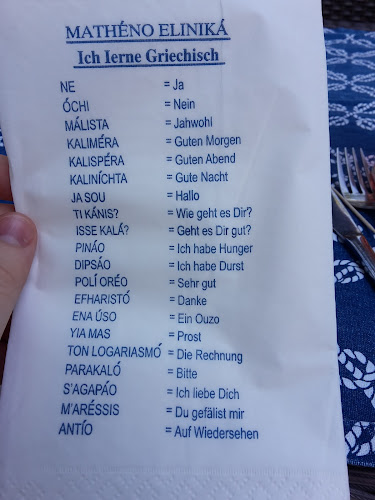 MATHÉNO ELINIKÁ
Ich lerne Griechisch
NE = Ja
ÓCHI = Nein
MÁLISTA = Jahwohl
KALIMÉRA = Guten Morgen
KALISPÉRA = Guten Abend
KALINÍCHTA = Gute Nacht
JA SOU = Hallo
TI KÁNIS? = Wie geht es Dir?
ISSE KALÁ? = Geht es Dir gut?
PINÁO = Ich habe Hunger
DIPSÁO = Ich habe Durst
POLÍ ORÉO = Sehr gut
EFHARISTÓ = Danke
ENA ÚSO = Ein Ouzo
YIA MAS = Prost
TON LOGARIASMÓ = Die Rechnung
PARAKALÓ = Bitte
S'AGAPÁO = Ich liebe Dich
M'ARÉSSIS = Du gefälist mir
ANTÍO = Auf Wiedersehen